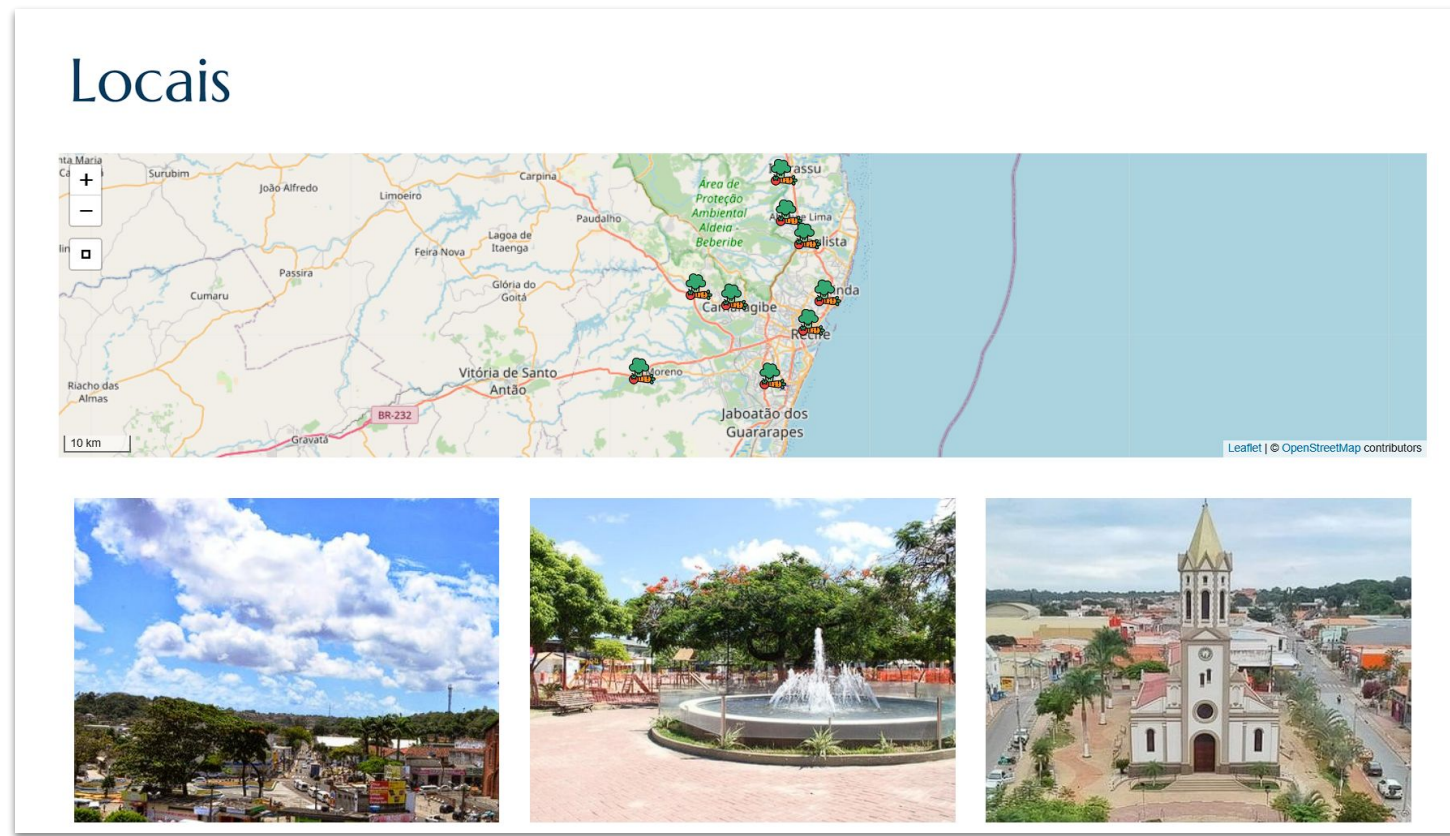 Locais
+
−
Surubim
João Alfredo
Limoeiro
Carpina
Paudalho
Lagoa de
Itaenga
Feira Nova
Passira
Cumaru
Glória do
Goitá
Área de
Proteção
Ambiental
Aldeia -
Beberibe
Recife
Moreno
Vitória de Santo
Antão
Riacho das
Almas
BR-232
Jaboatão dos
Guararapes
Gravatá
10 km
Leaflet | © OpenStreetMap contributors